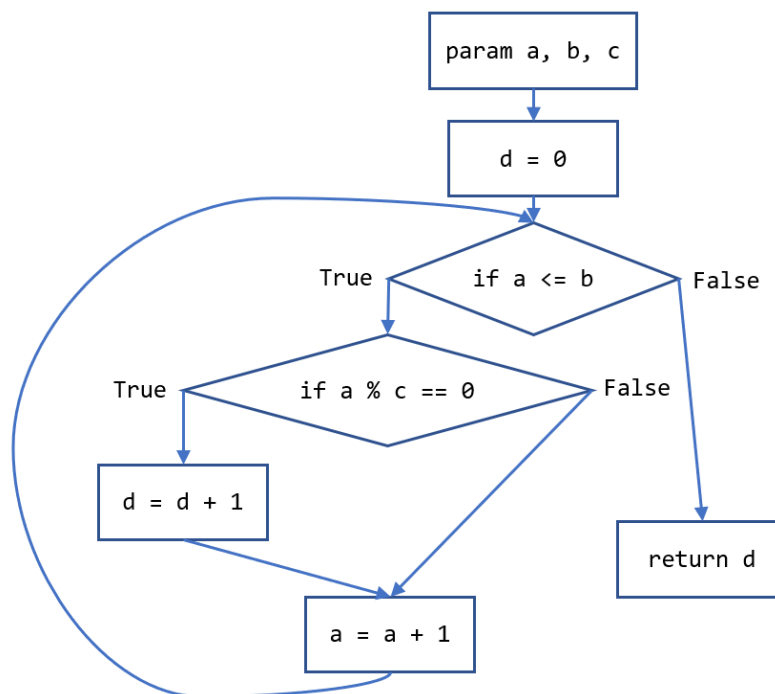 param a, b, c
d = 0
if a <= b
True
False
if a % c == 0
True
False
d = d + 1
return d
a = a + 1